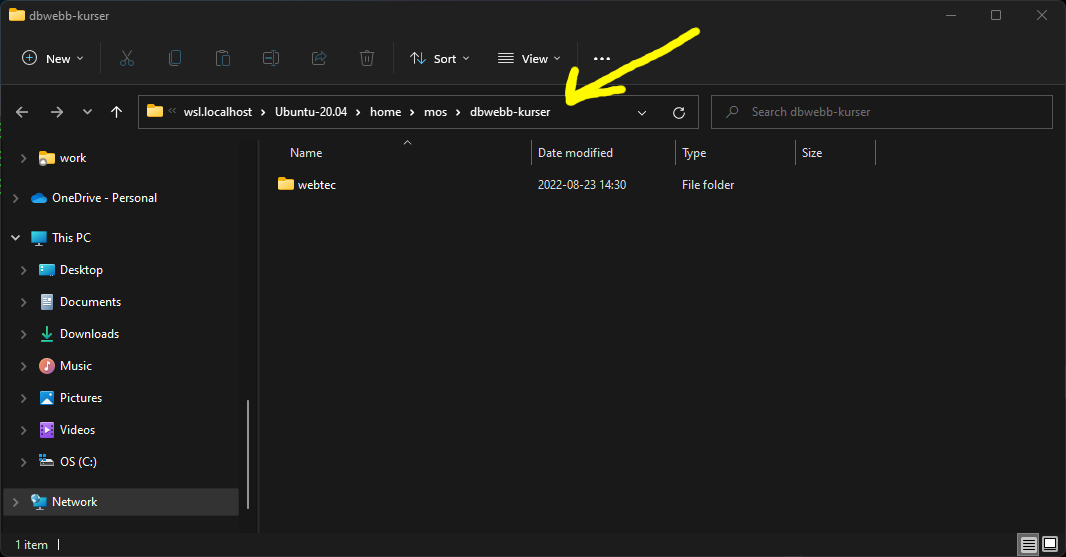 dbwebb-kurser
New Sort View
wsl.localhost Ubuntu-20.04 home mos dbwebb-kurser Search dbwebb-kurser
Name Date modified Type Size
work
OneDrive - Personal
This PC
Desktop
Documents
Downloads
Music
Pictures
Videos
OS (C:)
Network
webtec 2022-08-23 14:30 File folder
1 item